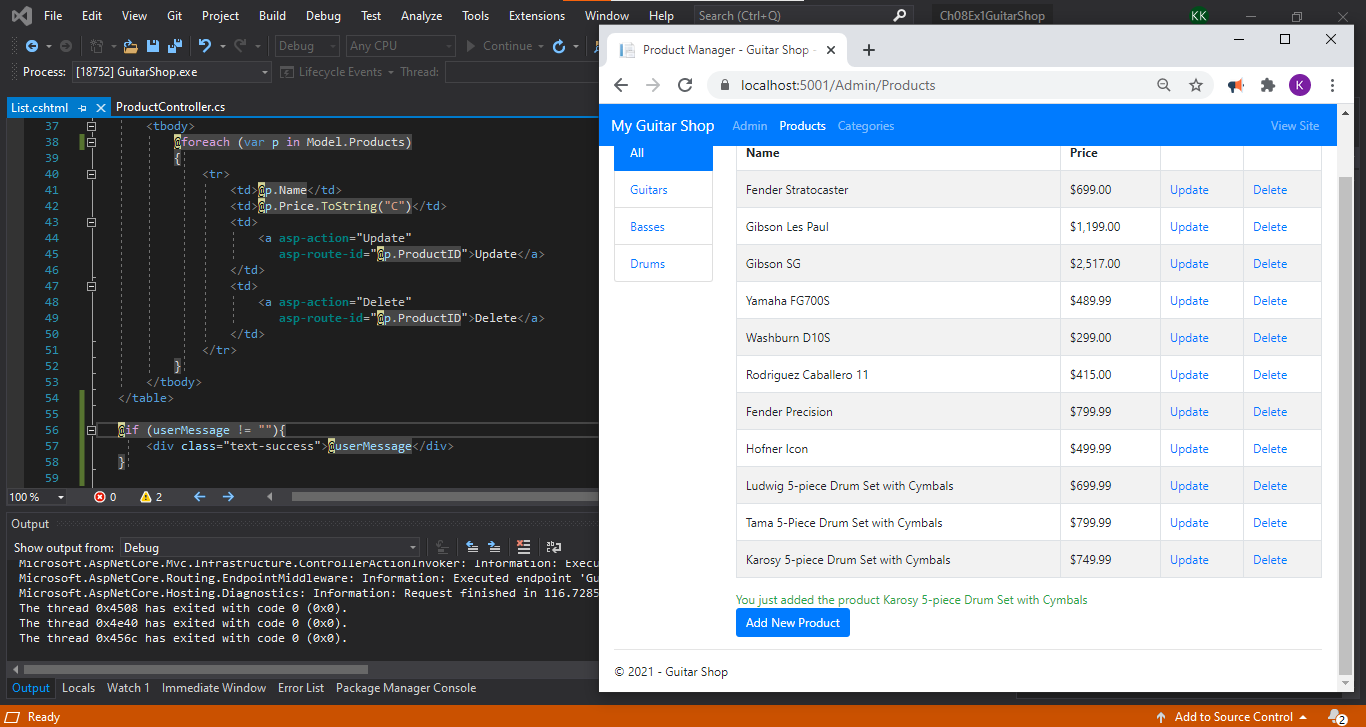 File Edit View Git Project Build Debug Test Analyze Tools Extensions Window Help Search (Ctrl+Q) Ch08Ex1GuitarShop KK
Debug Any CPU Continue
Process: [18752] GuitarShop.exe Lifecycle Events Thread:
List.cshtml ProductController.cs
37 <tbody>
38 @foreach (var p in Model.Products)
39 {
40 <tr>
41 <td>@p.Name</td>
42 <td>@p.Price.ToString("C")</td>
43 <td>
44 <a asp-action="Update"
45 asp-route-id="@p.ProductID">Update</a>
46 </td>
47 <td>
48 <a asp-action="Delete"
49 asp-route-id="@p.ProductID">Delete</a>
50 </td>
51 </tr>
52 }
53 </tbody>
54 </table>
55
56 @if (userMessage != ""){
57 <div class="text-success">@userMessage</div>
58 }
59
100 % 0 2
Output
Show output from: Debug
Microsoft.AspNetCore.Mvc.Infrastructure.ControllerActionInvoker: Information: Execu
Microsoft.AspNetCore.Routing.EndpointMiddleware: Information: Executed endpoint 'Gu
Microsoft.AspNetCore.Hosting.Diagnostics: Information: Request finished in 116.7285
The thread 0x4508 has exited with code 0 (0x0).
The thread 0x4e40 has exited with code 0 (0x0).
The thread 0x456c has exited with code 0 (0x0).
Output Locals Watch 1 Immediate Window Error List Package Manager Console
Ready Add to Source Control 2
Product Manager - Guitar Shop -
localhost:5001/Admin/Products K
My Guitar Shop Admin Products Categories View Site
All
Guitars
Basses
Drums
Name Price
Fender Stratocaster $699.00 Update Delete
Gibson Les Paul $1,199.00 Update Delete
Gibson SG $2,517.00 Update Delete
Yamaha FG700S $489.99 Update Delete
Washburn D10S $299.00 Update Delete
Rodriguez Caballero 11 $415.00 Update Delete
Fender Precision $799.99 Update Delete
Hofner Icon $499.99 Update Delete
Ludwig 5-piece Drum Set with Cymbals $699.99 Update Delete
Tama 5-Piece Drum Set with Cymbals $799.99 Update Delete
Karosy 5-piece Drum Set with Cymbals $749.99 Update Delete
You just added the product Karosy 5-piece Drum Set with Cymbals
Add New Product
© 2021 - Guitar Shop